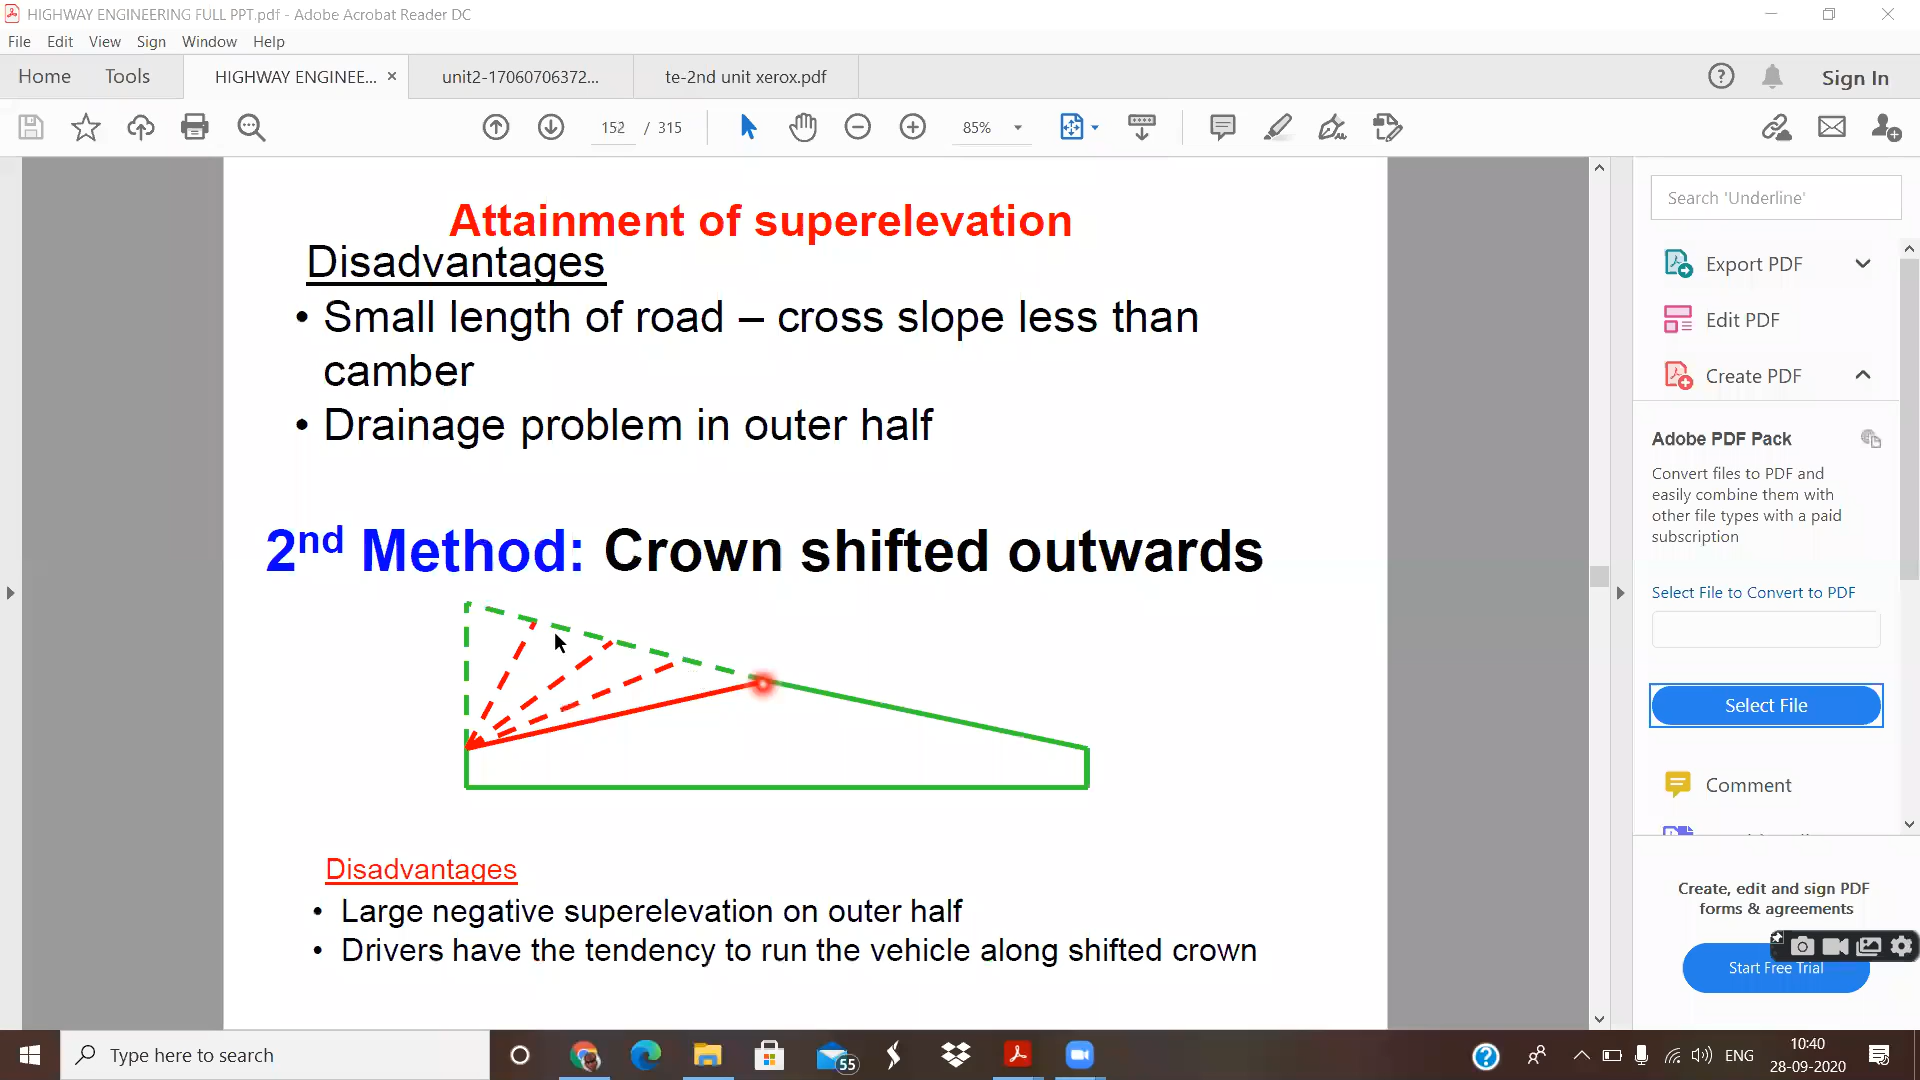 HIGHWAY ENGINEERING FULL PPT.pdf - Adobe Acrobat Reader DC
File Edit View Sign Window Help
Home Tools HIGHWAY ENGINEE... × unit2-17060706372... te-2nd unit xerox.pdf ? Sign In
152 / 315 85%
Attainment of superelevation
Disadvantages
• Small length of road – cross slope less than
camber
• Drainage problem in outer half
2nd Method: Crown shifted outwards
Disadvantages
• Large negative superelevation on outer half
• Drivers have the tendency to run the vehicle along shifted crown
Search 'Underline'
Export PDF
Edit PDF
Create PDF
Adobe PDF Pack
Convert files to PDF and
easily combine them with
other file types with a paid
subscription
Select File to Convert to PDF
Select File
Comment
Create, edit and sign PDF
forms & agreements
Start Free Trial
Type here to search
55
ENG
10:40
28-09-2020